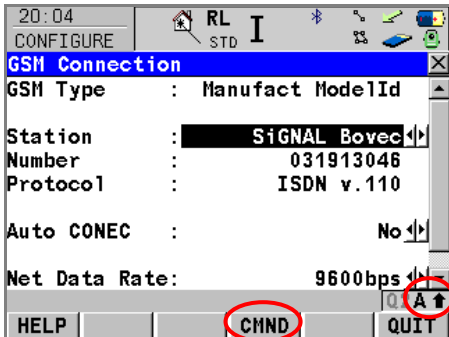 20:04
CONFIGURE
RL
STD
I
GSM Connection
GSM Type : Manufact ModelId
Station : SiGNAL Bovec
Number : 031913046
Protocol : ISDN v.110
Auto CONEC : No
Net Data Rate: 9600bps
A
HELP CMND QUIT